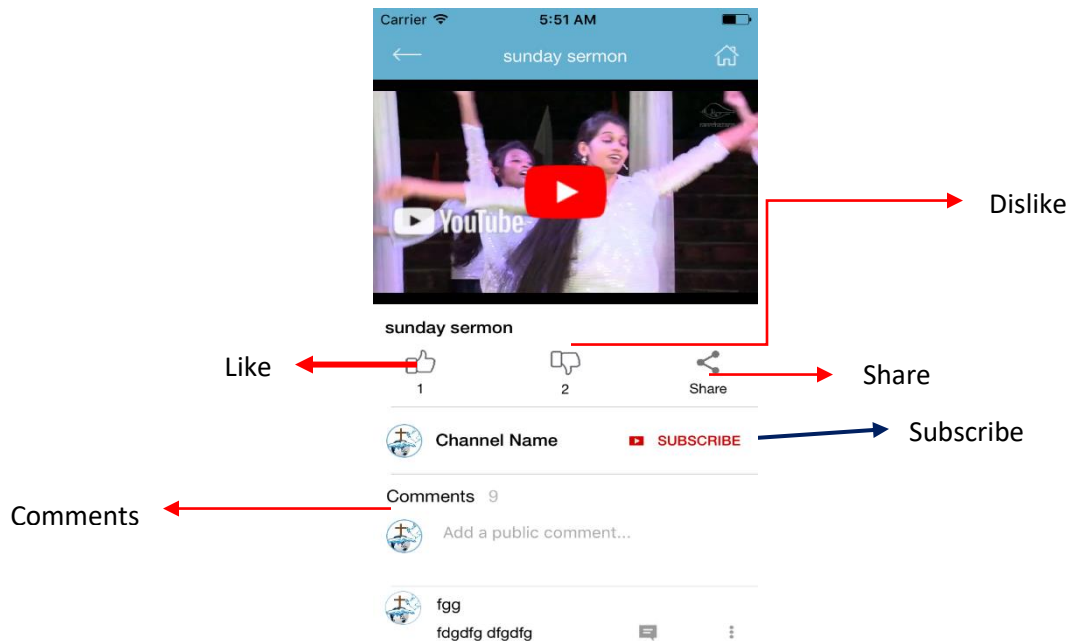 Carrier 5:51 AM
sunday sermon
YouTube
Dislike
sunday sermon
Like
1 2 Share
Share
Channel Name SUBSCRIBE
Subscribe
Comments 9
Comments
Add a public comment...
fgg
fdgdfg dfgdfg